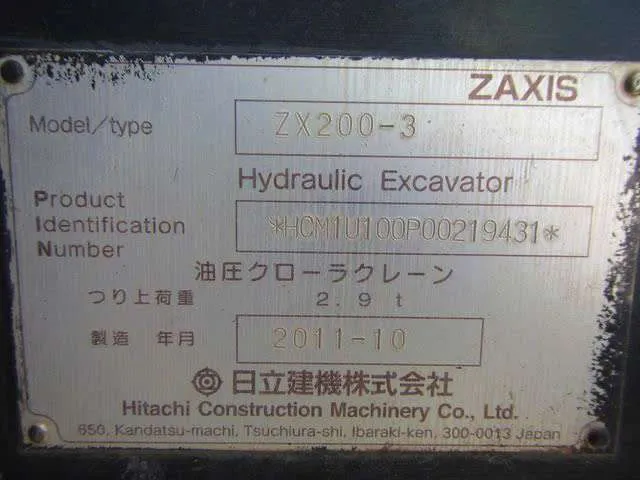 ZAXIS
Model/type ZX200-3
Hydraulic Excavator
Product
Identification *HCM1U100P00219431*
Number
油圧クローラクレーン
つり上荷重 2.9 t
製造 年月 2011-10
日立建機株式会社
Hitachi Construction Machinery Co., Ltd.
650, Kandatsu-machi, Tsuchiura-shi, Ibaraki-ken, 300-0013 Japan